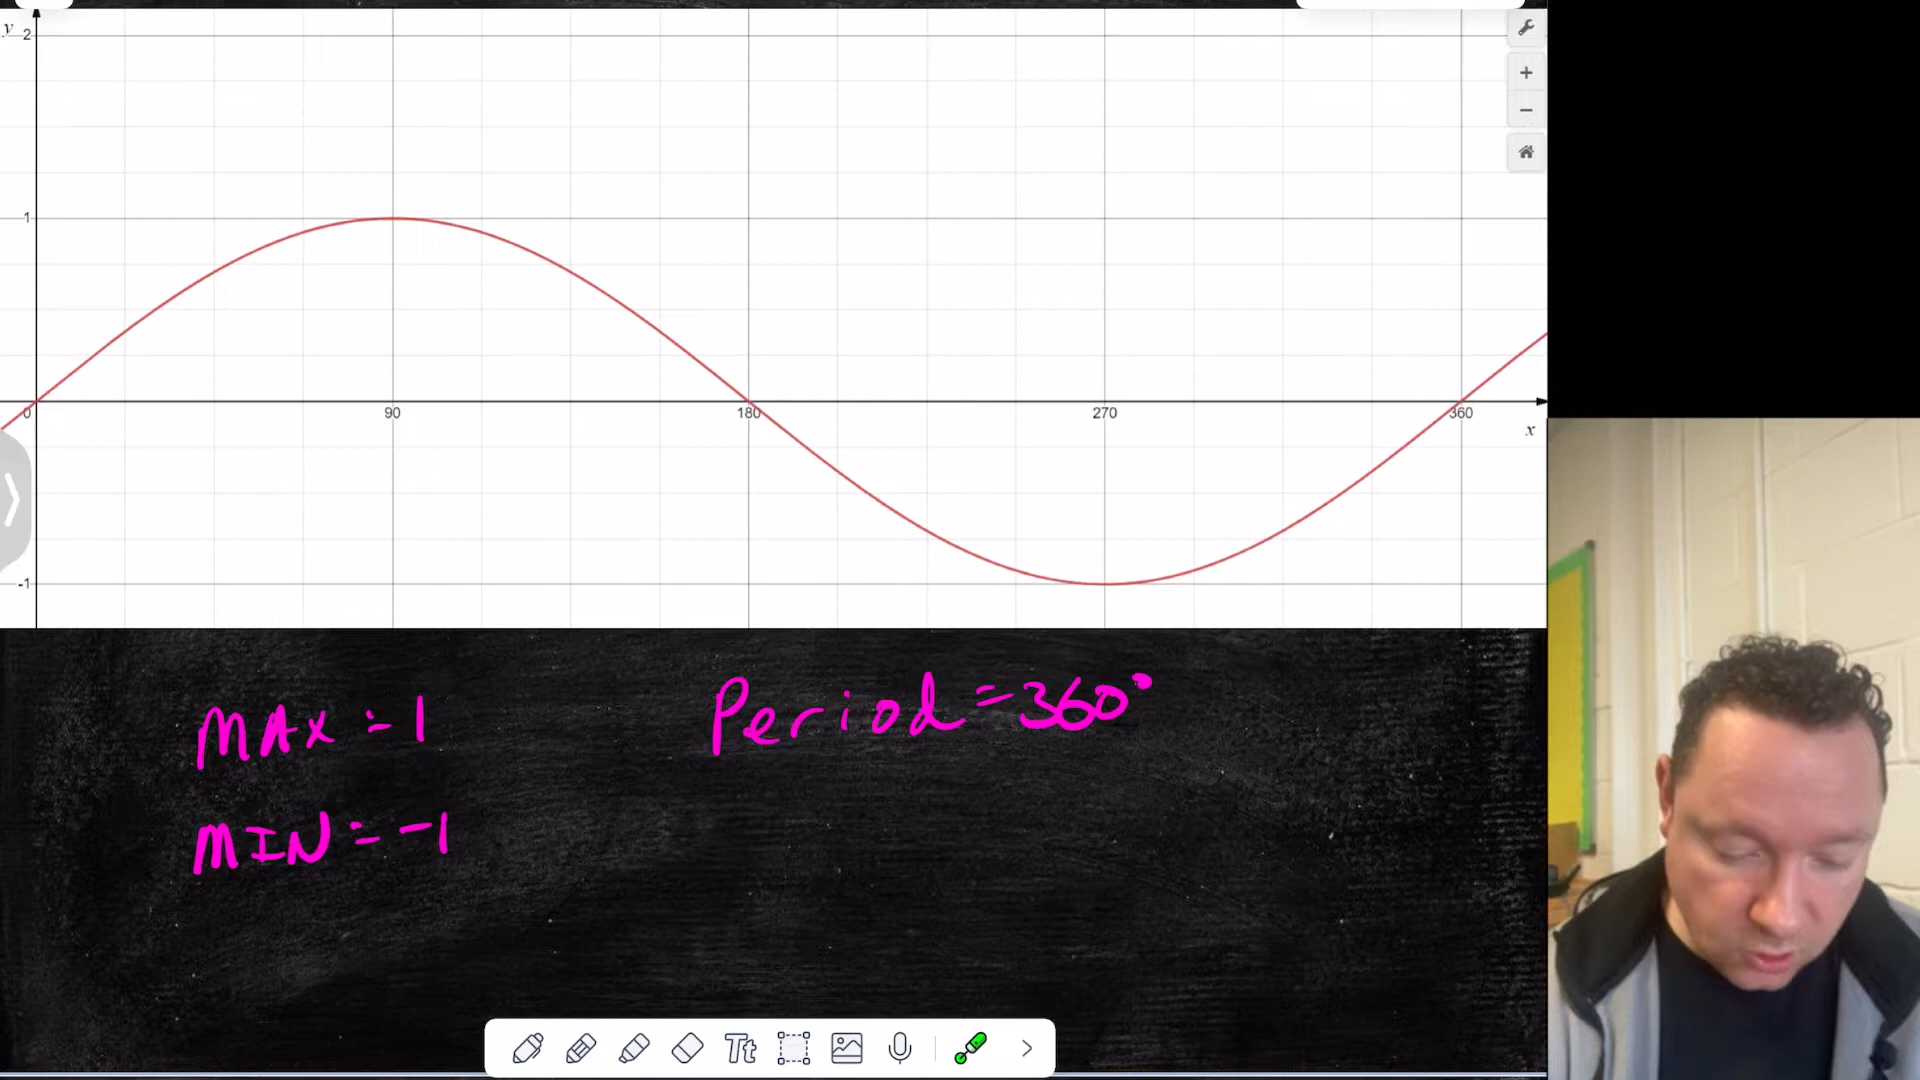 y
2
1
0 90 180 270 360
x
-1
MAX = 1
Period = 360°
MIN = -1
Tt